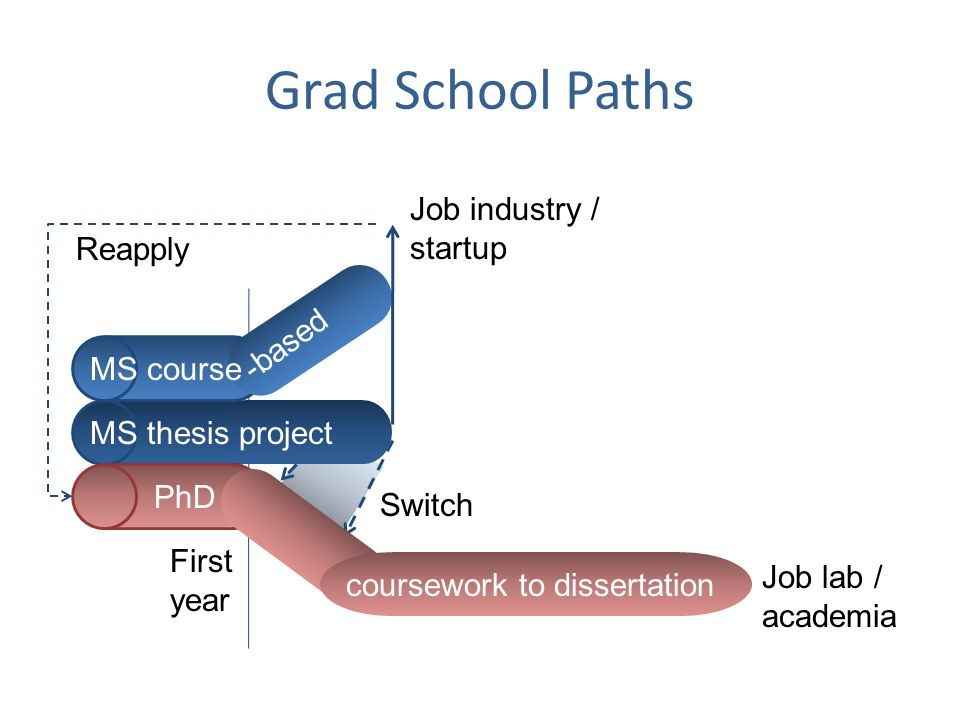 Grad School Paths
Job industry /
startup
Reapply
MS course -based
MS thesis project
PhD
Switch
First
year
coursework to dissertation
Job lab /
academia